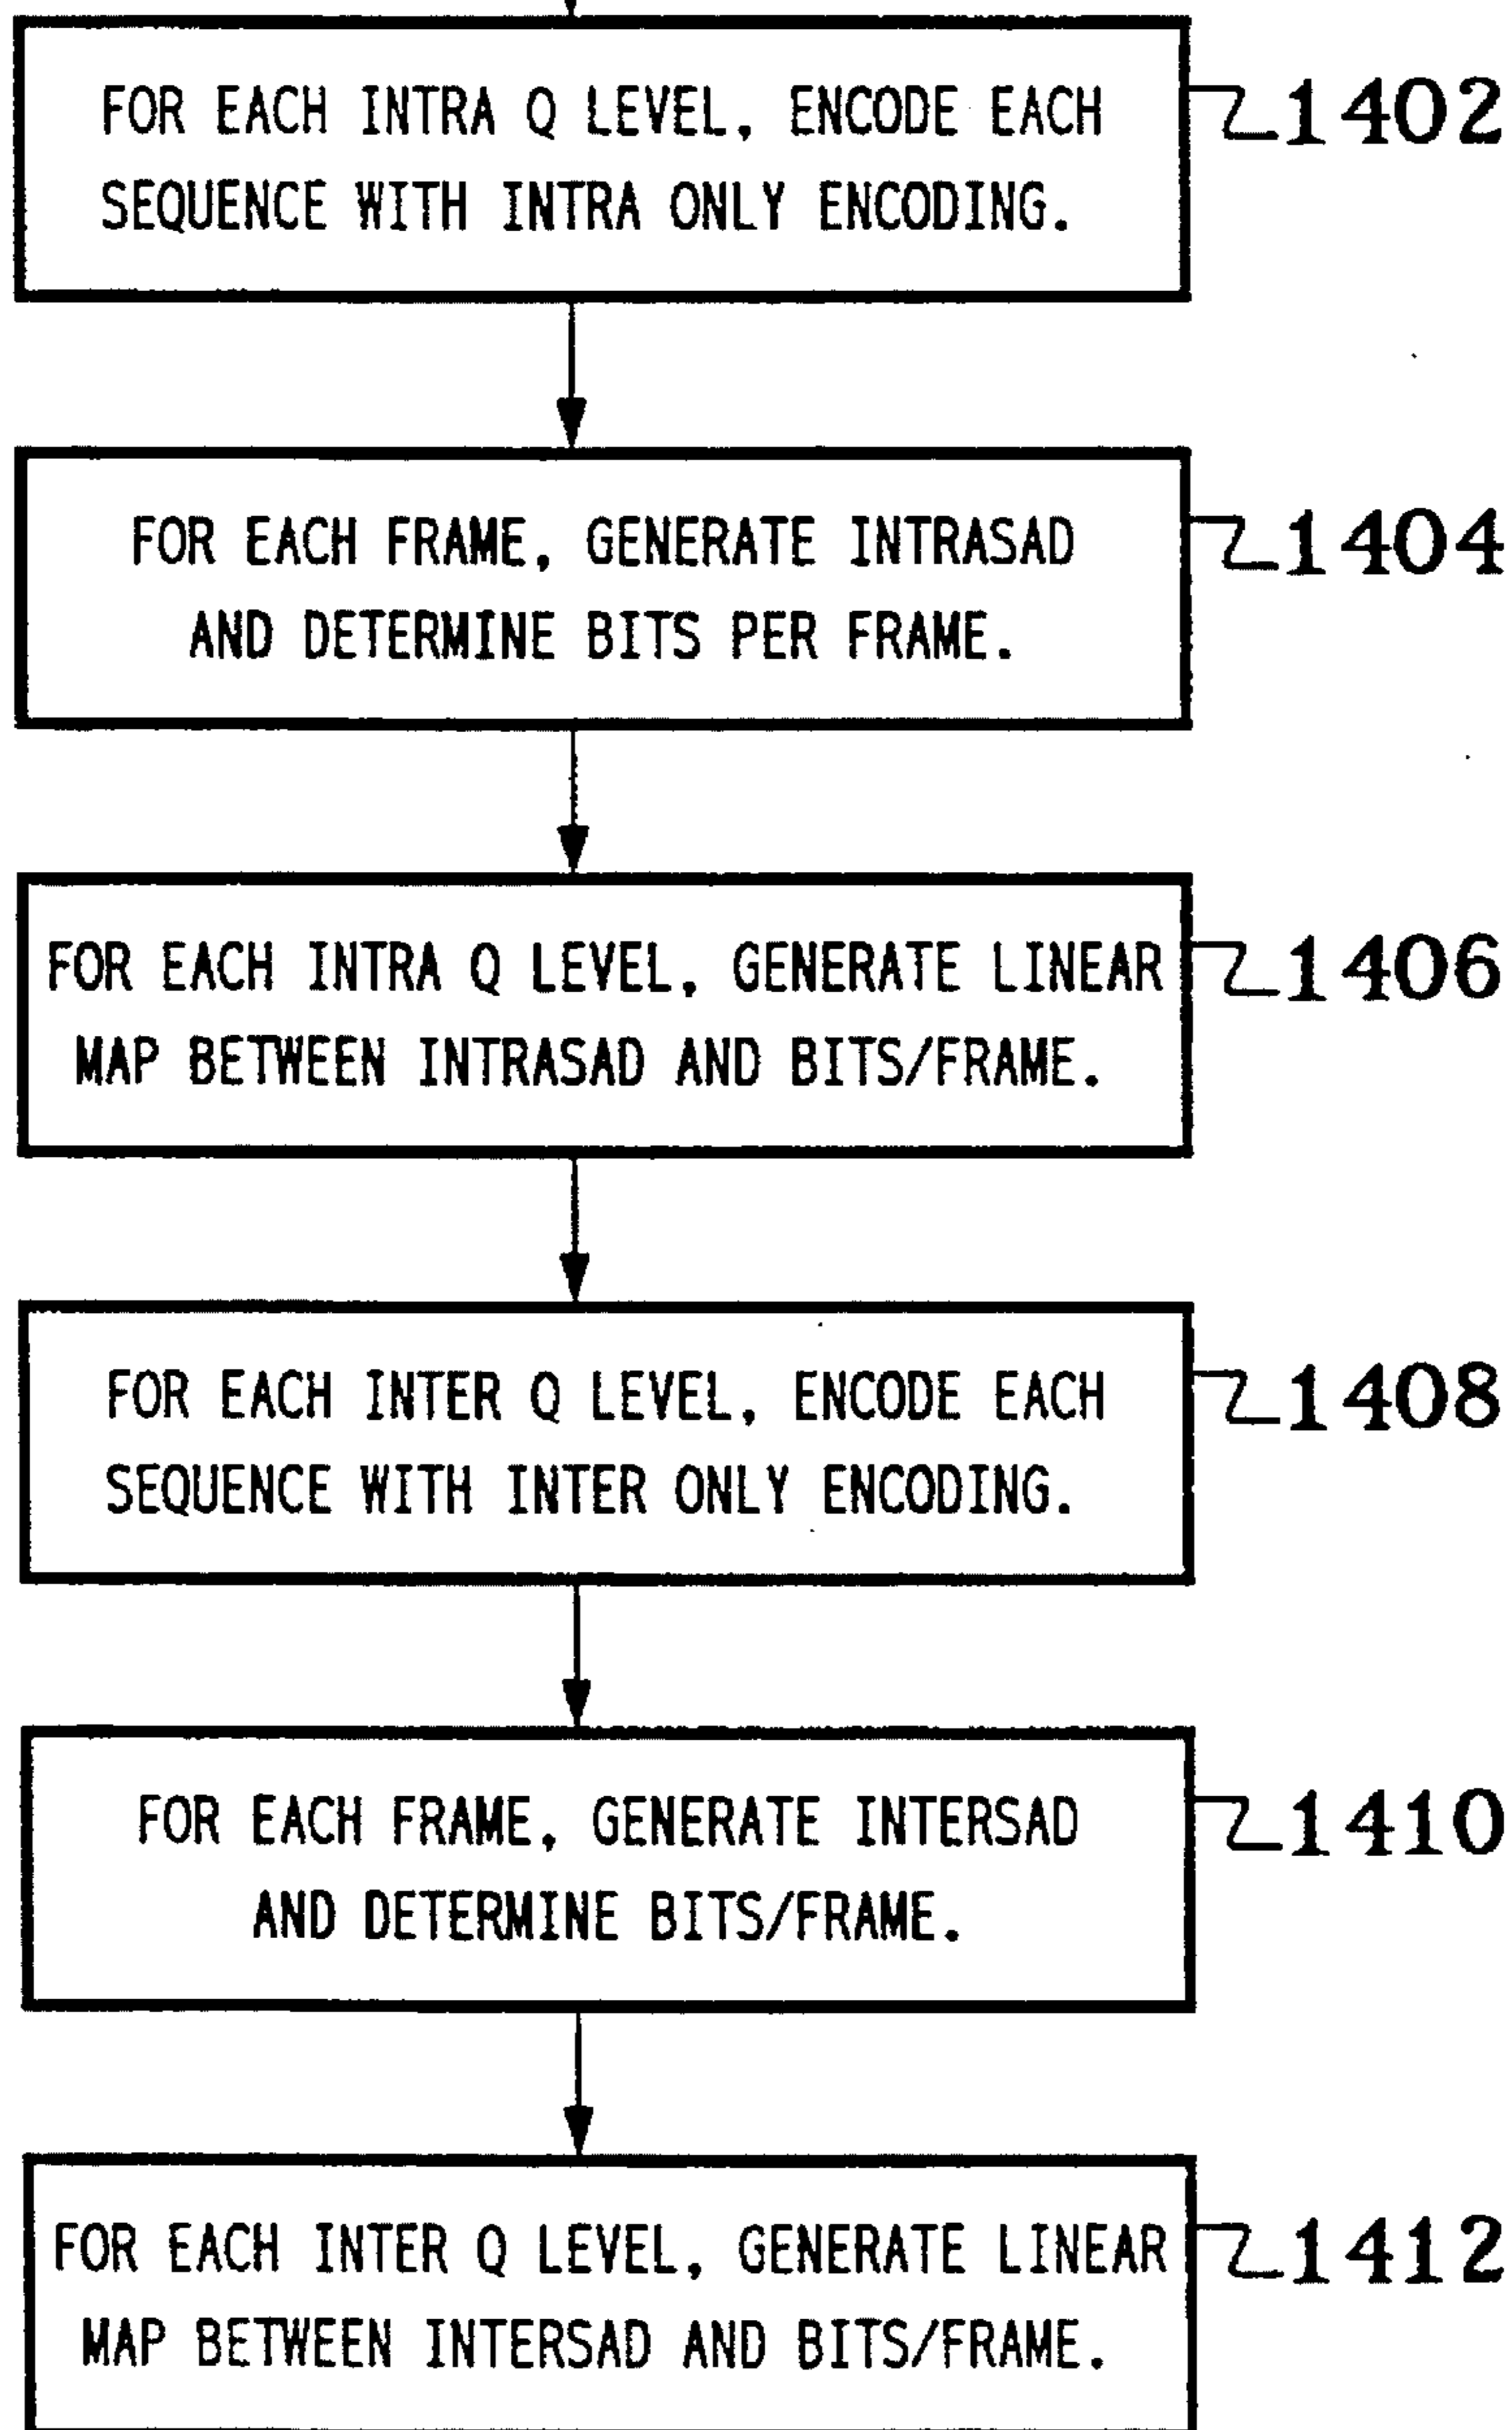 FOR EACH INTRA Q LEVEL, ENCODE EACH
SEQUENCE WITH INTRA ONLY ENCODING.
1402
FOR EACH FRAME, GENERATE INTRASAD
AND DETERMINE BITS PER FRAME.
1404
FOR EACH INTRA Q LEVEL, GENERATE LINEAR
MAP BETWEEN INTRASAD AND BITS/FRAME.
1406
FOR EACH INTER Q LEVEL, ENCODE EACH
SEQUENCE WITH INTER ONLY ENCODING.
1408
FOR EACH FRAME, GENERATE INTERSAD
AND DETERMINE BITS/FRAME.
1410
FOR EACH INTER Q LEVEL, GENERATE LINEAR
MAP BETWEEN INTERSAD AND BITS/FRAME.
1412